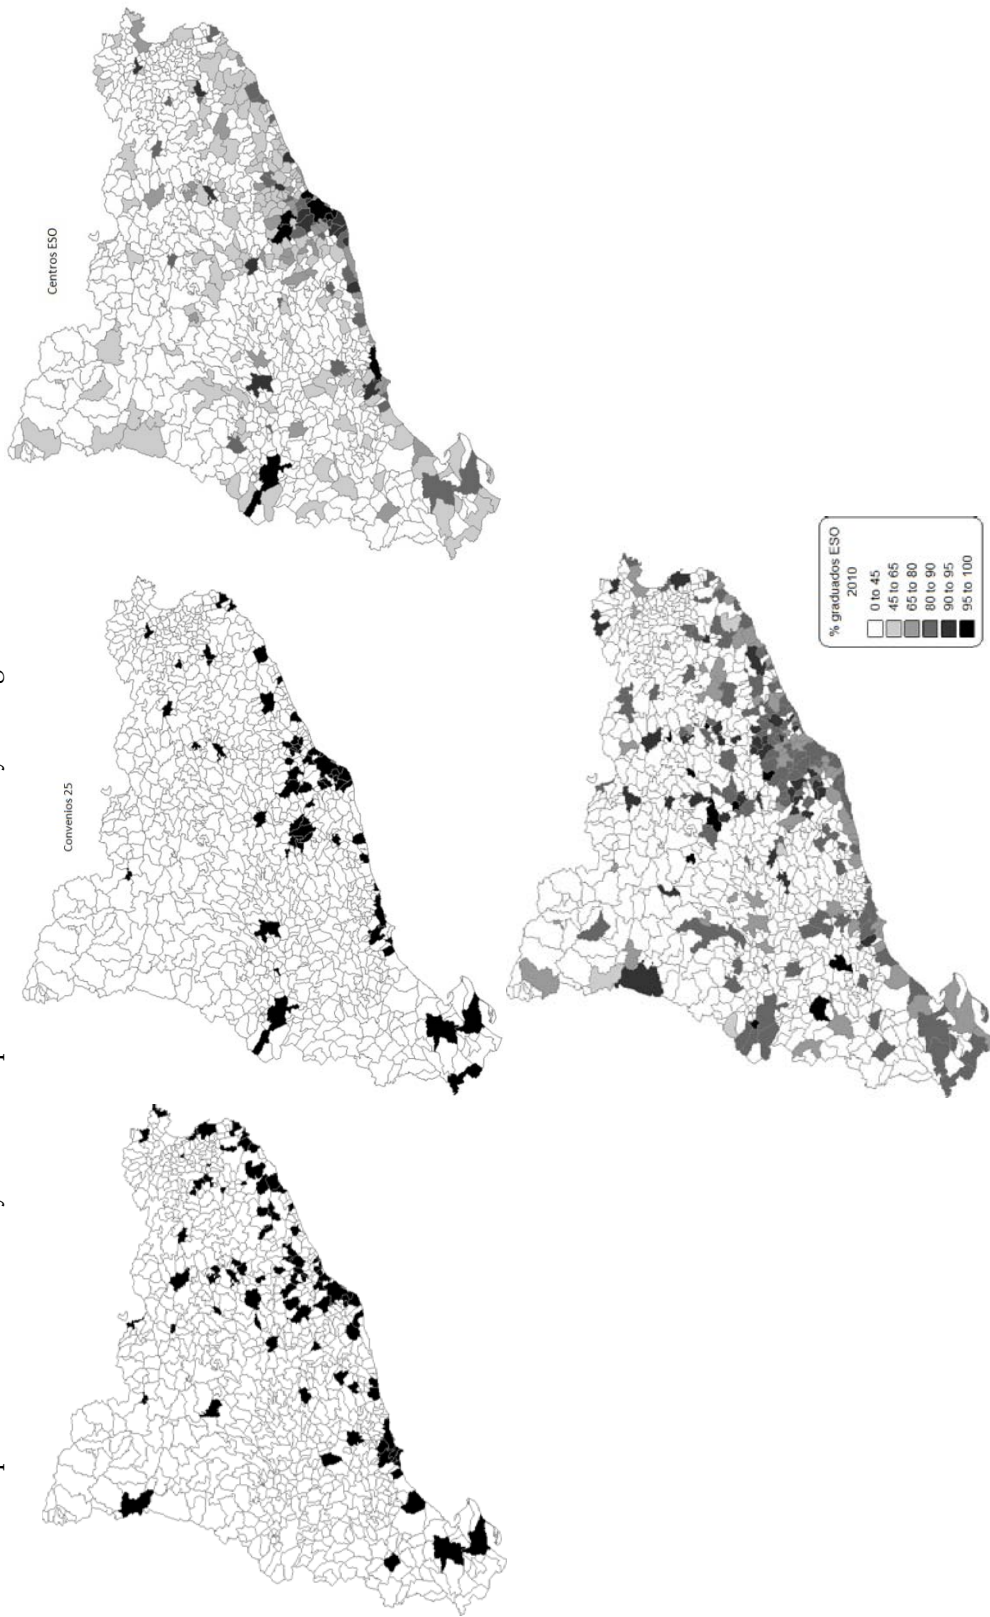 Centros ESO
Convenios 25
% graduados ESO
2010
0 to 45
45 to 65
65 to 80
80 to 90
90 to 95
95 to 100